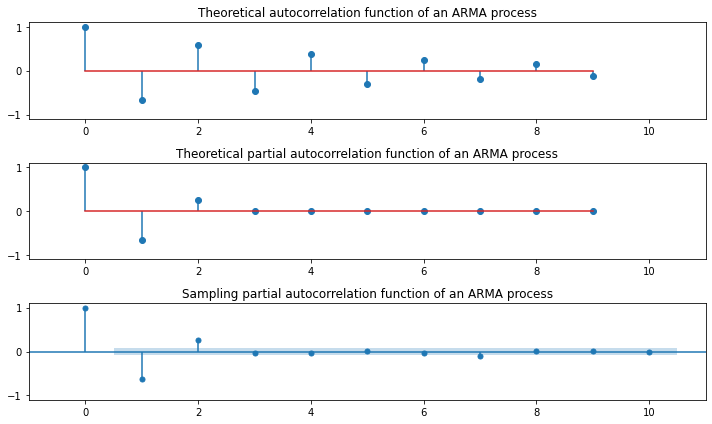 Theoretical autocorrelation function of an ARMA process
1
0
−1
0 2 4 6 8 10
Theoretical partial autocorrelation function of an ARMA process
1
0
−1
0 2 4 6 8 10
Sampling partial autocorrelation function of an ARMA process
1
0
−1
0 2 4 6 8 10